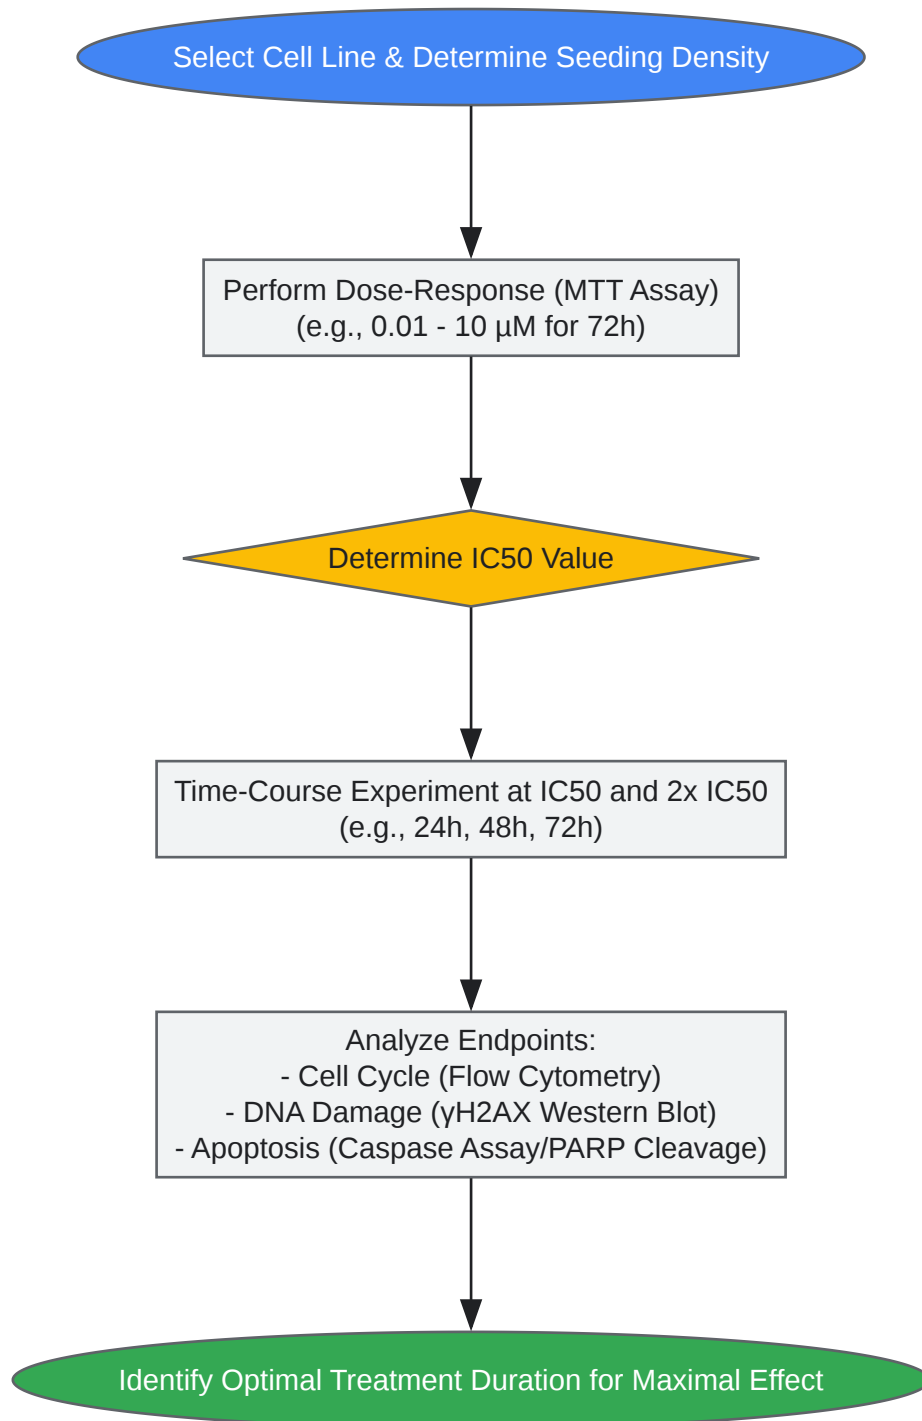 Select Cell Line & Determine Seeding Density
Perform Dose-Response (MTT Assay)
(e.g., 0.01 - 10 µM for 72h)
Determine IC50 Value
Time-Course Experiment at IC50 and 2x IC50
(e.g., 24h, 48h, 72h)
Analyze Endpoints:
- Cell Cycle (Flow Cytometry)
- DNA Damage (γH2AX Western Blot)
- Apoptosis (Caspase Assay/PARP Cleavage)
Identify Optimal Treatment Duration for Maximal Effect